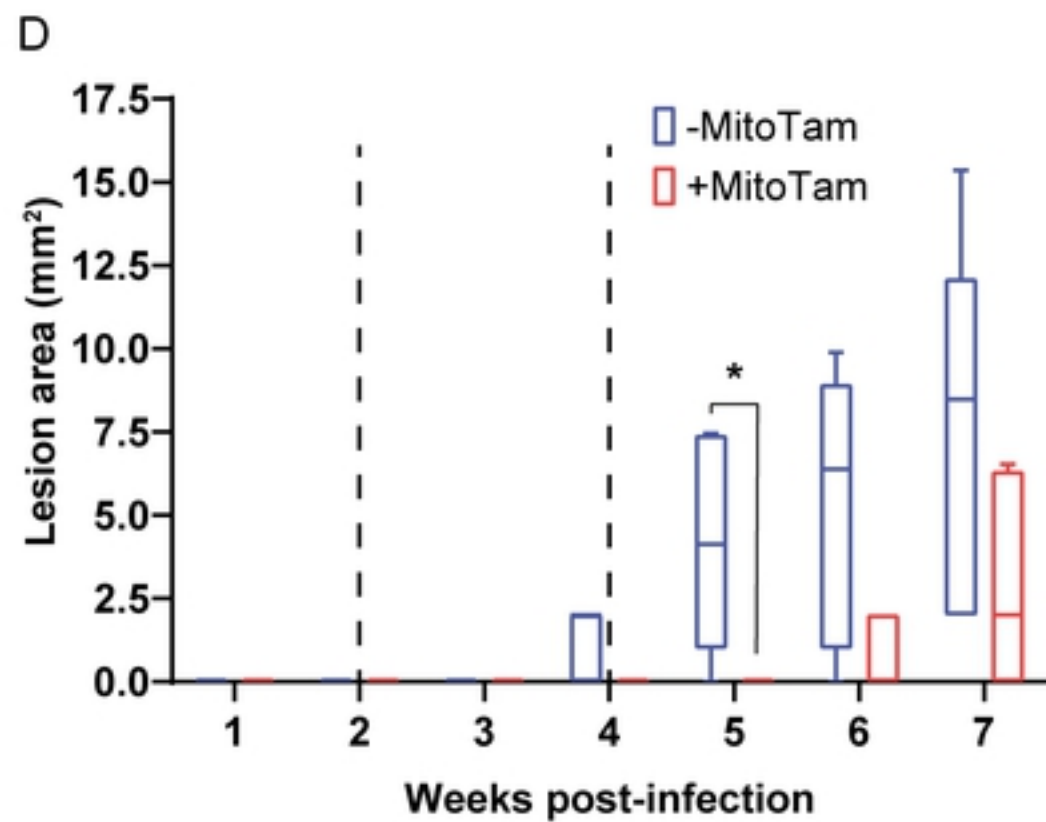 D
17.5
15.0
12.5
10.0
7.5
5.0
2.5
0.0
Lesion area (mm²)
-MitoTam
+MitoTam
*
1 2 3 4 5 6 7
Weeks post-infection